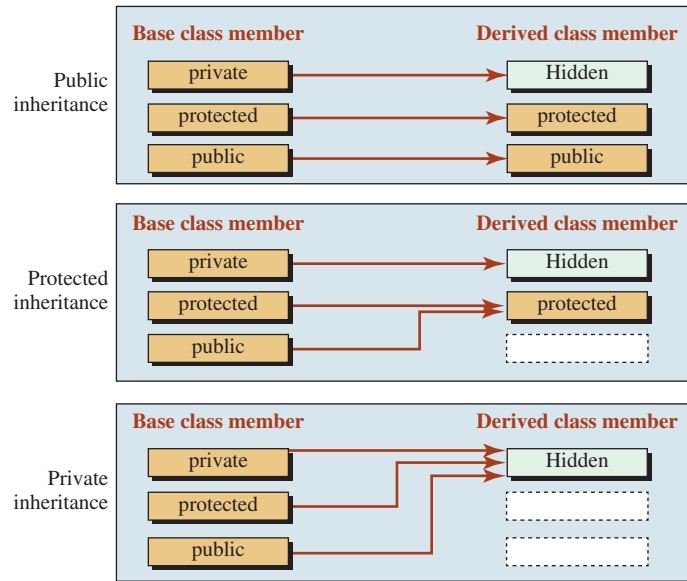 Public
inheritance
Base class member
Derived class member
private
Hidden
protected
protected
public
public
Protected
inheritance
Base class member
Derived class member
private
Hidden
protected
protected
public
Private
inheritance
Base class member
Derived class member
private
Hidden
protected
public